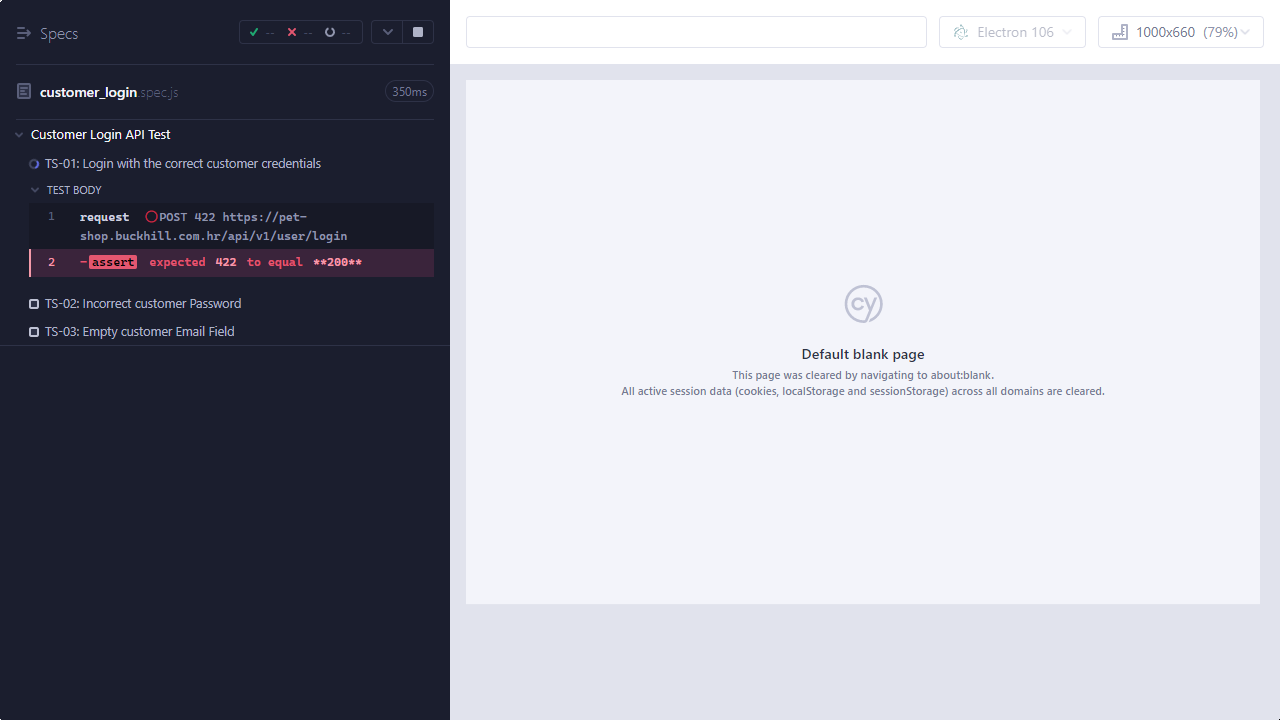 Specs
-- -- --
Electron 106
1000x660 (79%)
customer_login.spec.js
350ms
Customer Login API Test
TS-01: Login with the correct customer credentials
TEST BODY
1 request POST 422 https://pet-
shop.buckhill.com.hr/api/v1/user/login
2 -assert expected 422 to equal **200**
TS-02: Incorrect customer Password
TS-03: Empty customer Email Field
cy
Default blank page
This page was cleared by navigating to about:blank.
All active session data (cookies, localStorage and sessionStorage) across all domains are cleared.